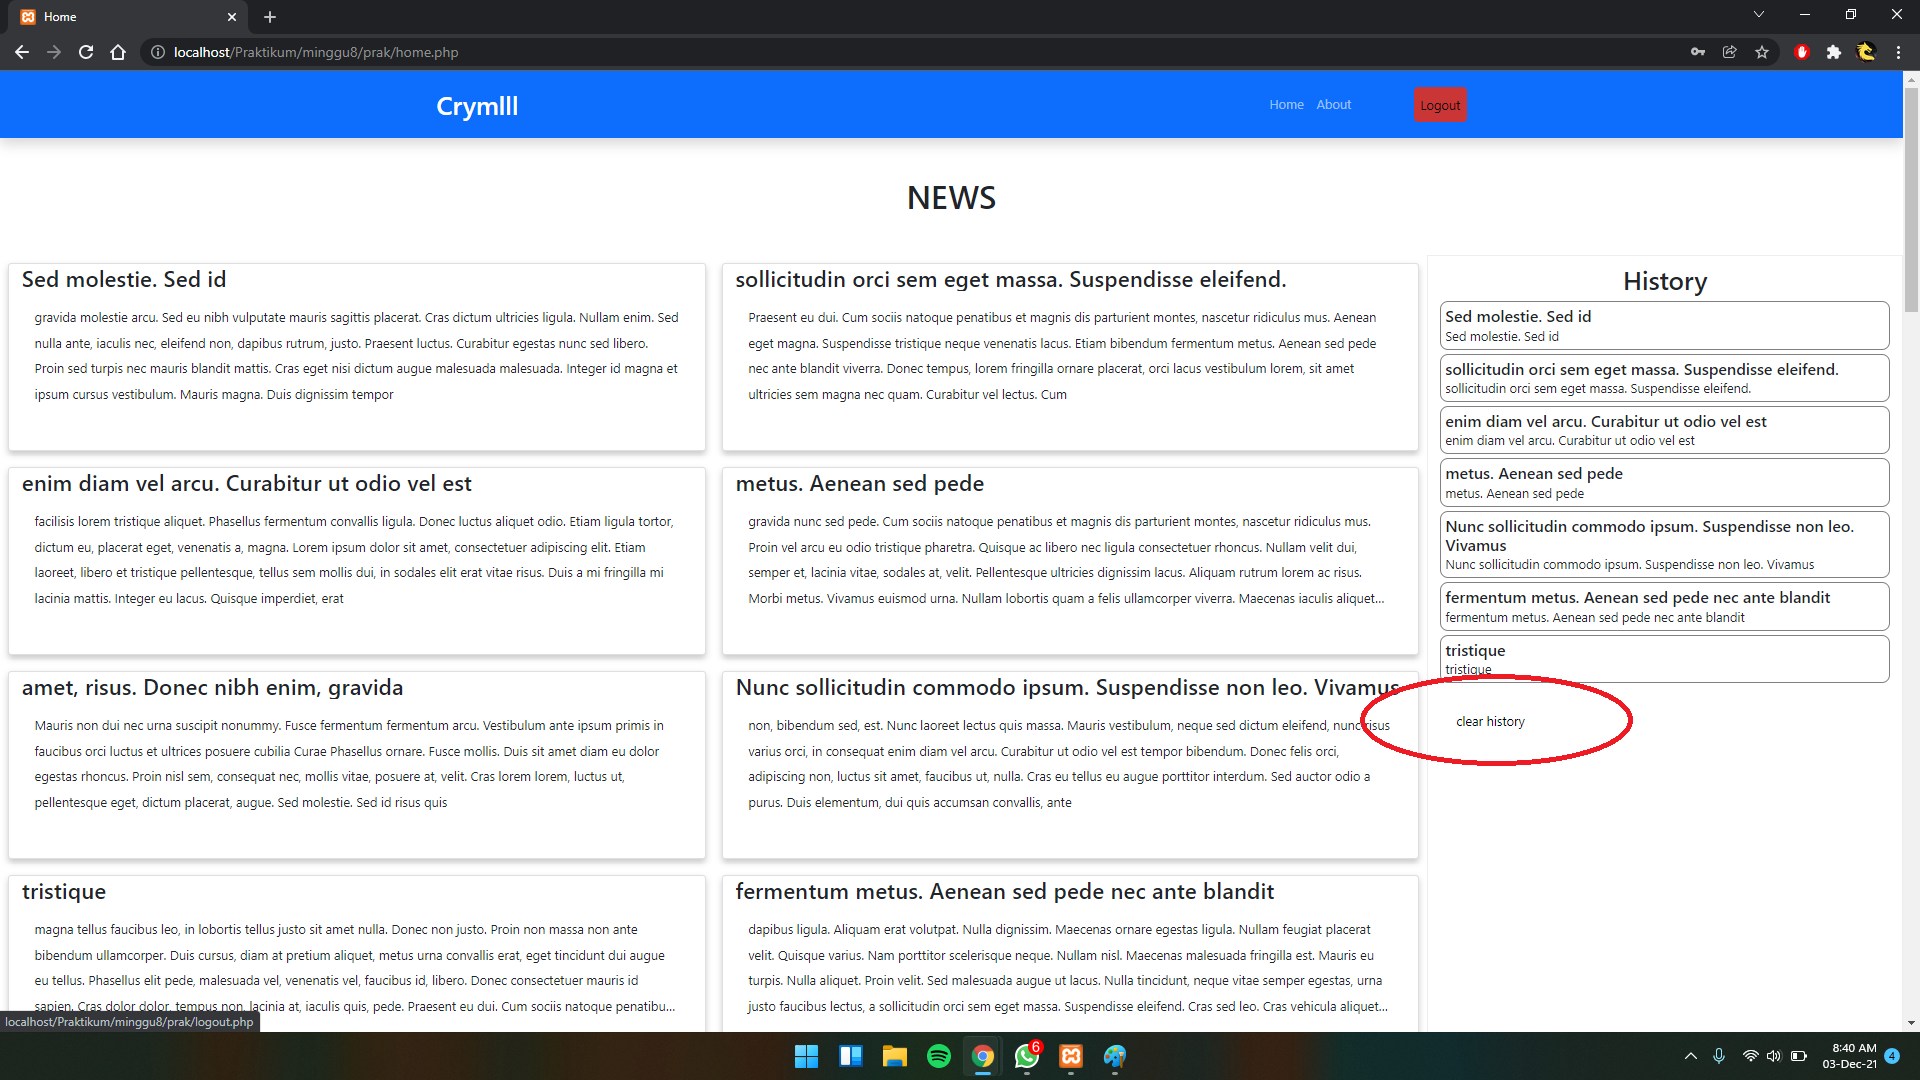 Home
localhost/Praktikum/minggu8/prak/home.php
Crymlll
Home About Logout
NEWS
Sed molestie. Sed id
gravida molestie arcu. Sed eu nibh vulputate mauris sagittis placerat. Cras dictum ultricies ligula. Nullam enim. Sed
nulla ante, iaculis nec, eleifend non, dapibus rutrum, justo. Praesent luctus. Curabitur egestas nunc sed libero.
Proin sed turpis nec mauris blandit mattis. Cras eget nisi dictum augue malesuada malesuada. Integer id magna et
ipsum cursus vestibulum. Mauris magna. Duis dignissim tempor
sollicitudin orci sem eget massa. Suspendisse eleifend.
Praesent eu dui. Cum sociis natoque penatibus et magnis dis parturient montes, nascetur ridiculus mus. Aenean
eget magna. Suspendisse tristique neque venenatis lacus. Etiam bibendum fermentum metus. Aenean sed pede
nec ante blandit viverra. Donec tempus, lorem fringilla ornare placerat, orci lacus vestibulum lorem, sit amet
ultricies sem magna nec quam. Curabitur vel lectus. Cum
enim diam vel arcu. Curabitur ut odio vel est
facilisis lorem tristique aliquet. Phasellus fermentum convallis ligula. Donec luctus aliquet odio. Etiam ligula tortor,
dictum eu, placerat eget, venenatis a, magna. Lorem ipsum dolor sit amet, consectetuer adipiscing elit. Etiam
laoreet, libero et tristique pellentesque, tellus sem mollis dui, in sodales elit erat vitae risus. Duis a mi fringilla mi
lacinia mattis. Integer eu lacus. Quisque imperdiet, erat
metus. Aenean sed pede
gravida nunc sed pede. Cum sociis natoque penatibus et magnis dis parturient montes, nascetur ridiculus mus.
Proin vel arcu eu odio tristique pharetra. Quisque ac libero nec ligula consectetuer rhoncus. Nullam velit dui,
semper et, lacinia vitae, sodales at, velit. Pellentesque ultricies dignissim lacus. Aliquam rutrum lorem ac risus.
Morbi metus. Vivamus euismod urna. Nullam lobortis quam a felis ullamcorper viverra. Maecenas iaculis aliquet...
amet, risus. Donec nibh enim, gravida
Mauris non dui nec urna suscipit nonummy. Fusce fermentum fermentum arcu. Vestibulum ante ipsum primis in
faucibus orci luctus et ultrices posuere cubilia Curae Phasellus ornare. Fusce mollis. Duis sit amet diam eu dolor
egestas rhoncus. Proin nisl sem, consequat nec, mollis vitae, posuere at, velit. Cras lorem lorem, luctus ut,
pellentesque eget, dictum placerat, augue. Sed molestie. Sed id risus quis
Nunc sollicitudin commodo ipsum. Suspendisse non leo. Vivamus
non, bibendum sed, est. Nunc laoreet lectus quis massa. Mauris vestibulum, neque sed dictum eleifend, nunc risus
varius orci, in consequat enim diam vel arcu. Curabitur ut odio vel est tempor bibendum. Donec felis orci,
adipiscing non, luctus sit amet, faucibus ut, nulla. Cras eu tellus eu augue porttitor interdum. Sed auctor odio a
purus. Duis elementum, dui quis accumsan convallis, ante
tristique
magna tellus faucibus leo, in lobortis tellus justo sit amet nulla. Donec non justo. Proin non massa non ante
bibendum ullamcorper. Duis cursus, diam at pretium aliquet, metus urna convallis erat, eget tincidunt dui augue
eu tellus. Phasellus elit pede, malesuada vel, venenatis vel, faucibus id, libero. Donec consectetuer mauris id
sapien. Cras dolor dolor, tempus non, lacinia at, iaculis quis, pede. Praesent eu dui. Cum sociis natoque penatibu...
fermentum metus. Aenean sed pede nec ante blandit
dapibus ligula. Aliquam erat volutpat. Nulla dignissim. Maecenas ornare egestas ligula. Nullam feugiat placerat
velit. Quisque varius. Nam porttitor scelerisque neque. Nullam nisl. Maecenas malesuada fringilla est. Mauris eu
turpis. Nulla aliquet. Proin velit. Sed malesuada augue ut lacus. Nulla tincidunt, neque vitae semper egestas, urna
justo faucibus lectus, a sollicitudin orci sem eget massa. Suspendisse eleifend. Cras sed leo. Cras vehicula aliquet...
History
Sed molestie. Sed id
Sed molestie. Sed id
sollicitudin orci sem eget massa. Suspendisse eleifend.
sollicitudin orci sem eget massa. Suspendisse eleifend.
enim diam vel arcu. Curabitur ut odio vel est
enim diam vel arcu. Curabitur ut odio vel est
metus. Aenean sed pede
metus. Aenean sed pede
Nunc sollicitudin commodo ipsum. Suspendisse non leo.
Vivamus
Nunc sollicitudin commodo ipsum. Suspendisse non leo. Vivamus
fermentum metus. Aenean sed pede nec ante blandit
fermentum metus. Aenean sed pede nec ante blandit
tristique
tristique
clear history
localhost/Praktikum/minggu8/prak/logout.php
6
8:40 AM
03-Dec-21
4